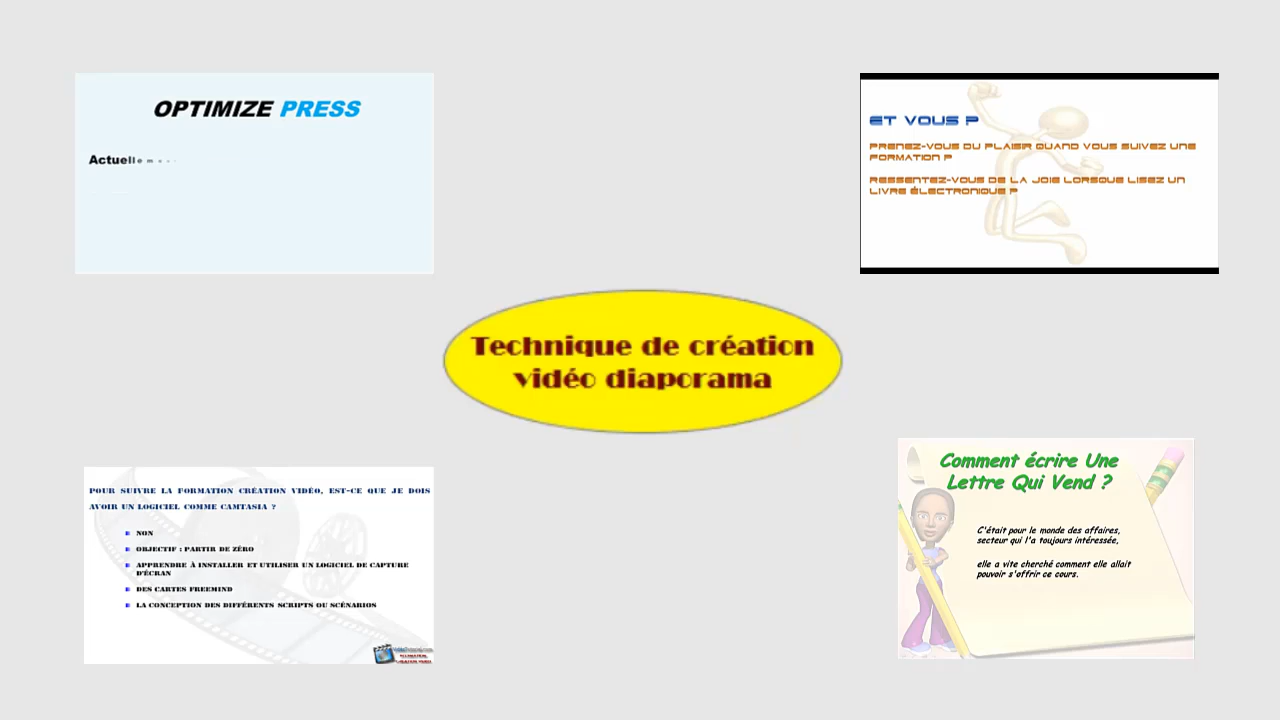 OPTIMIZE PRESS
Actuellem
ET VOUS ?
PRENEZ-VOUS DU PLAISIR QUAND VOUS SUIVEZ UNE
FORMATION ?
RESSENTEZ-VOUS DE LA JOIE LORSQUE LISEZ UN
LIVRE ÉLECTRONIQUE ?
Technique de création
vidéo diaporama
POUR SUIVRE LA FORMATION CRÉATION VIDÉO, EST-CE QUE JE DOIS
AVOIR UN LOGICIEL COMME CAMTASIA ?
NON
OBJECTIF : PARTIR DE ZÉRO
APPRENDRE À INSTALLER ET UTILISER UN LOGICIEL DE CAPTURE
D'ÉCRAN
DES CARTES FREEMIND
LA CONCEPTION DES DIFFÉRENTS SCRIPTS OU SCÉNARIOS
Comment écrire Une
Lettre Qui Vend ?
C'était pour le monde des affaires,
secteur qui l'a toujours intéressée,
elle a vite cherché comment elle allait
pouvoir s'offrir ce cours.